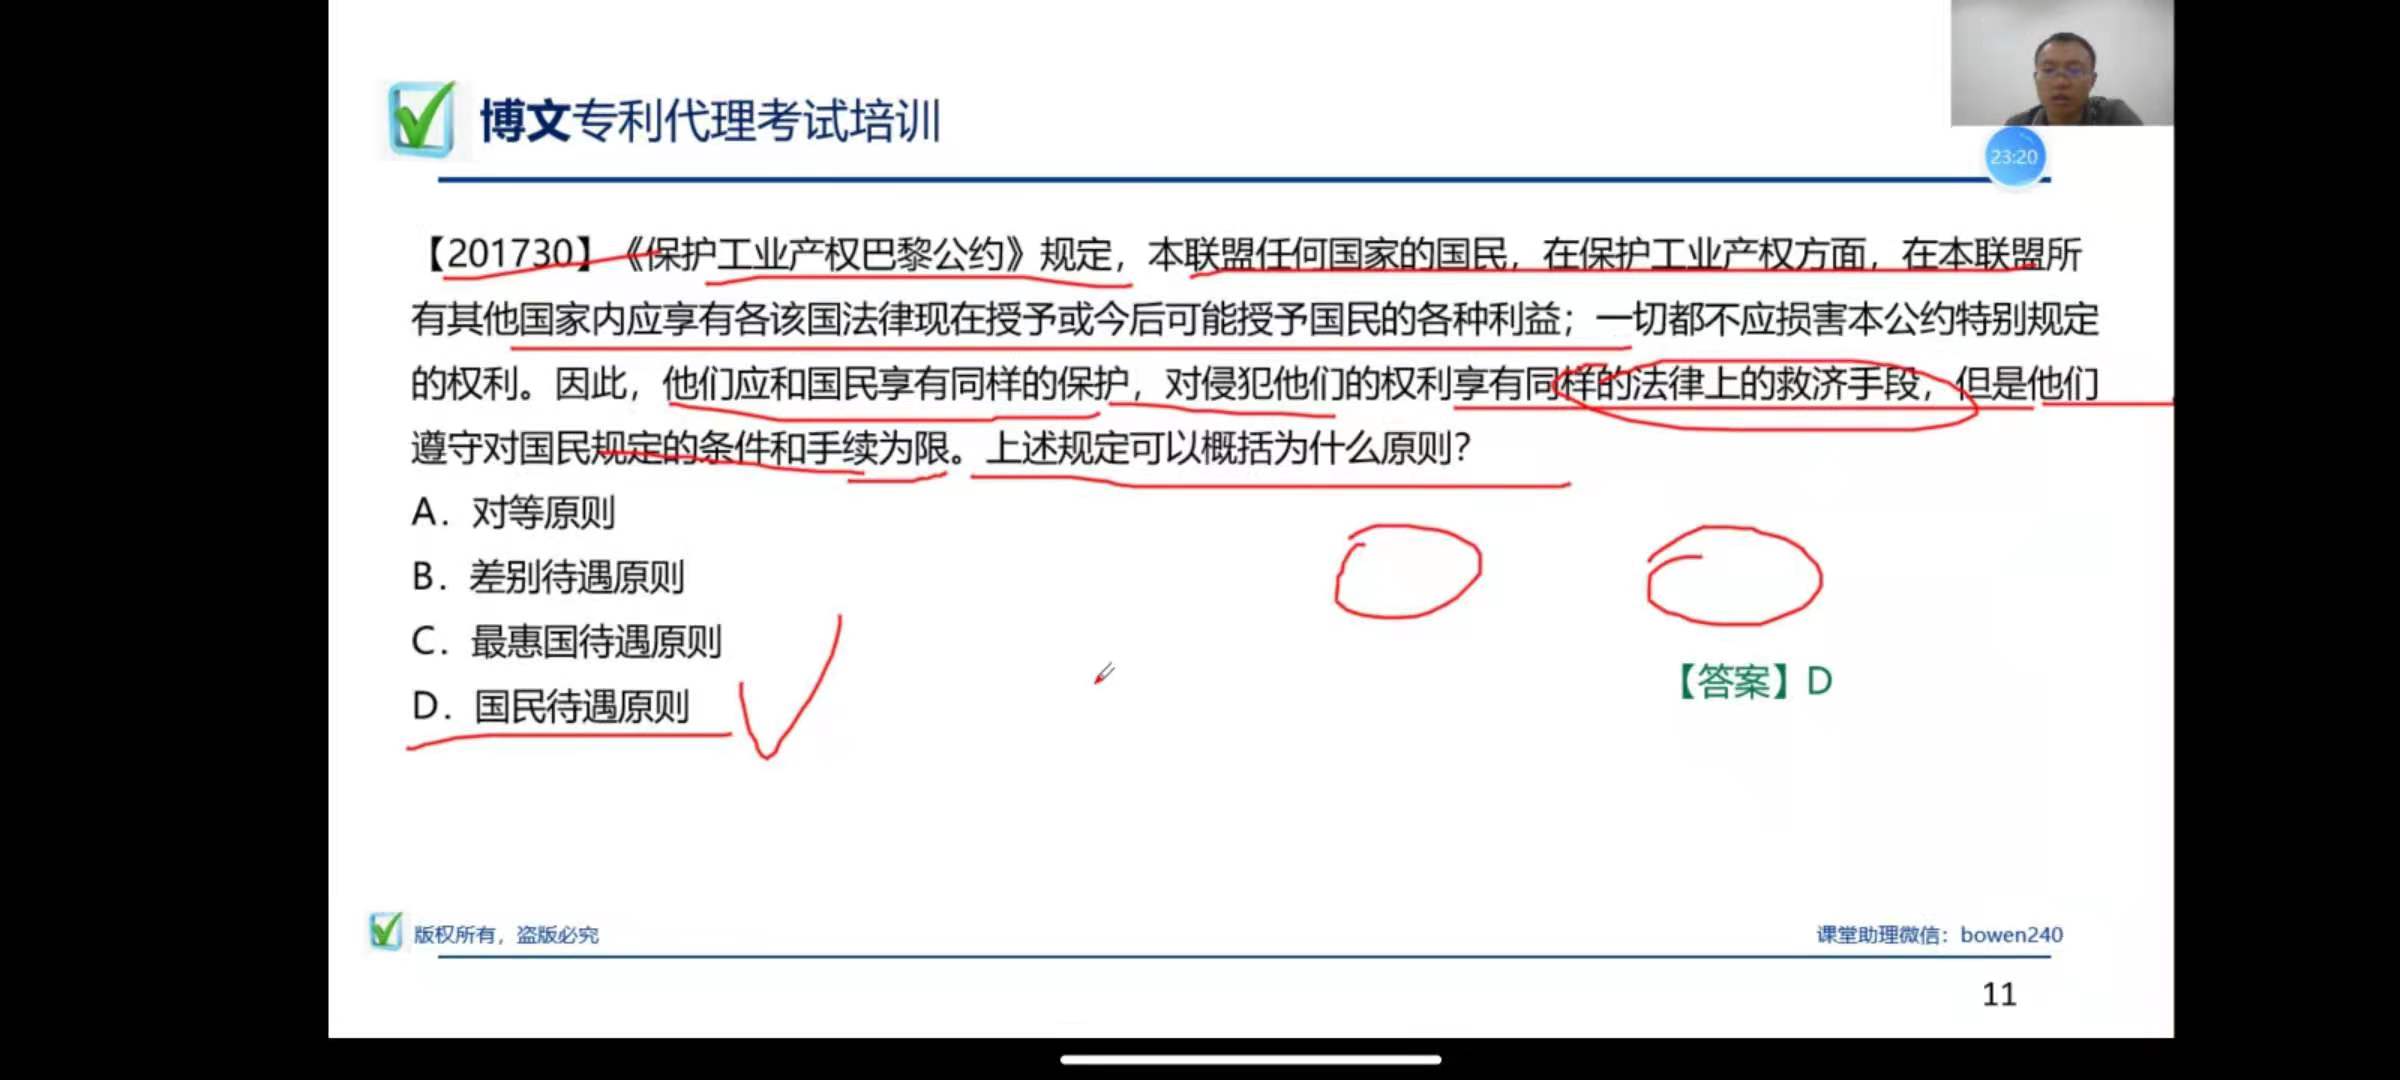 博文专利代理考试培训
23:20
【201730】《保护工业产权巴黎公约》规定，本联盟任何国家的国民，在保护工业产权方面，在本联盟所
有其他国家内应享有各该国法律现在授予或今后可能授予国民的各种利益；一切都不应损害本公约特别规定
的权利。因此，他们应和国民享有同样的保护，对侵犯他们的权利享有同样的法律上的救济手段，但是他们
遵守对国民规定的条件和手续为限。上述规定可以概括为什么原则？
A. 对等原则
B. 差别待遇原则
C. 最惠国待遇原则
D. 国民待遇原则
【答案】D
版权所有，盗版必究
课堂助理微信：bowen240
11